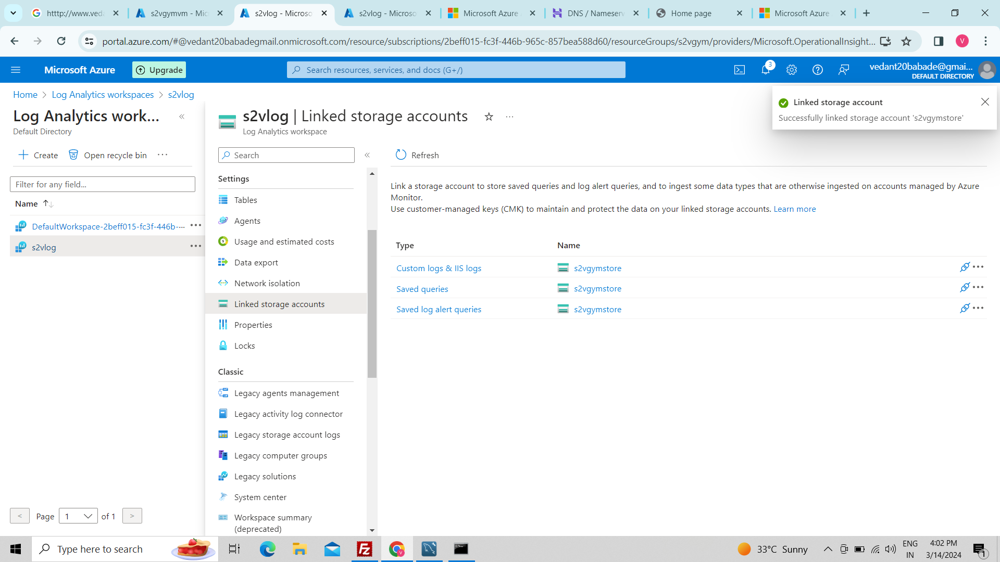 htttp://www.veda
s2vgymvm - Mic
s2vlog - Microso
s2vlog - Microso
Microsoft Azure
DNS / Nameserv
Home page
Microsoft Azure
portal.azure.com/#@vedant20babadegmail.onmicrosoft.com/resource/subscriptions/2beff015-fc3f-446b-965c-857bea588d60/resourceGroups/s2vgym/providers/Microsoft.OperationalInsight...
V
Microsoft Azure
Upgrade
Search resources, services, and docs (G+/)
3
vedant20babade@gmai...
DEFAULT DIRECTORY
Home > Log Analytics workspaces > s2vlog
Linked storage account
Successfully linked storage account 's2vgymstore'
Log Analytics work...
Default Directory
Create
Open recycle bin
Filter for any field...
Name
DefaultWorkspace-2beff015-fc3f-446b-...
s2vlog
< Page 1 of 1 >
s2vlog | Linked storage accounts
Log Analytics workspace
Search
Settings
Tables
Agents
Usage and estimated costs
Data export
Network isolation
Linked storage accounts
Properties
Locks
Classic
Legacy agents management
Legacy activity log connector
Legacy storage account logs
Legacy computer groups
Legacy solutions
System center
Workspace summary
(deprecated)
Refresh
Link a storage account to store saved queries and log alert queries, and to ingest some data types that are otherwise ingested on accounts managed by Azure
Monitor.
Use customer-managed keys (CMK) to maintain and protect the data on your linked storage accounts. Learn more
Type Name
Custom logs & IIS logs s2vgymstore
Saved queries s2vgymstore
Saved log alert queries s2vgymstore
Type here to search
Fz
V
33°C Sunny
ENG
IN
4:02 PM
3/14/2024
1